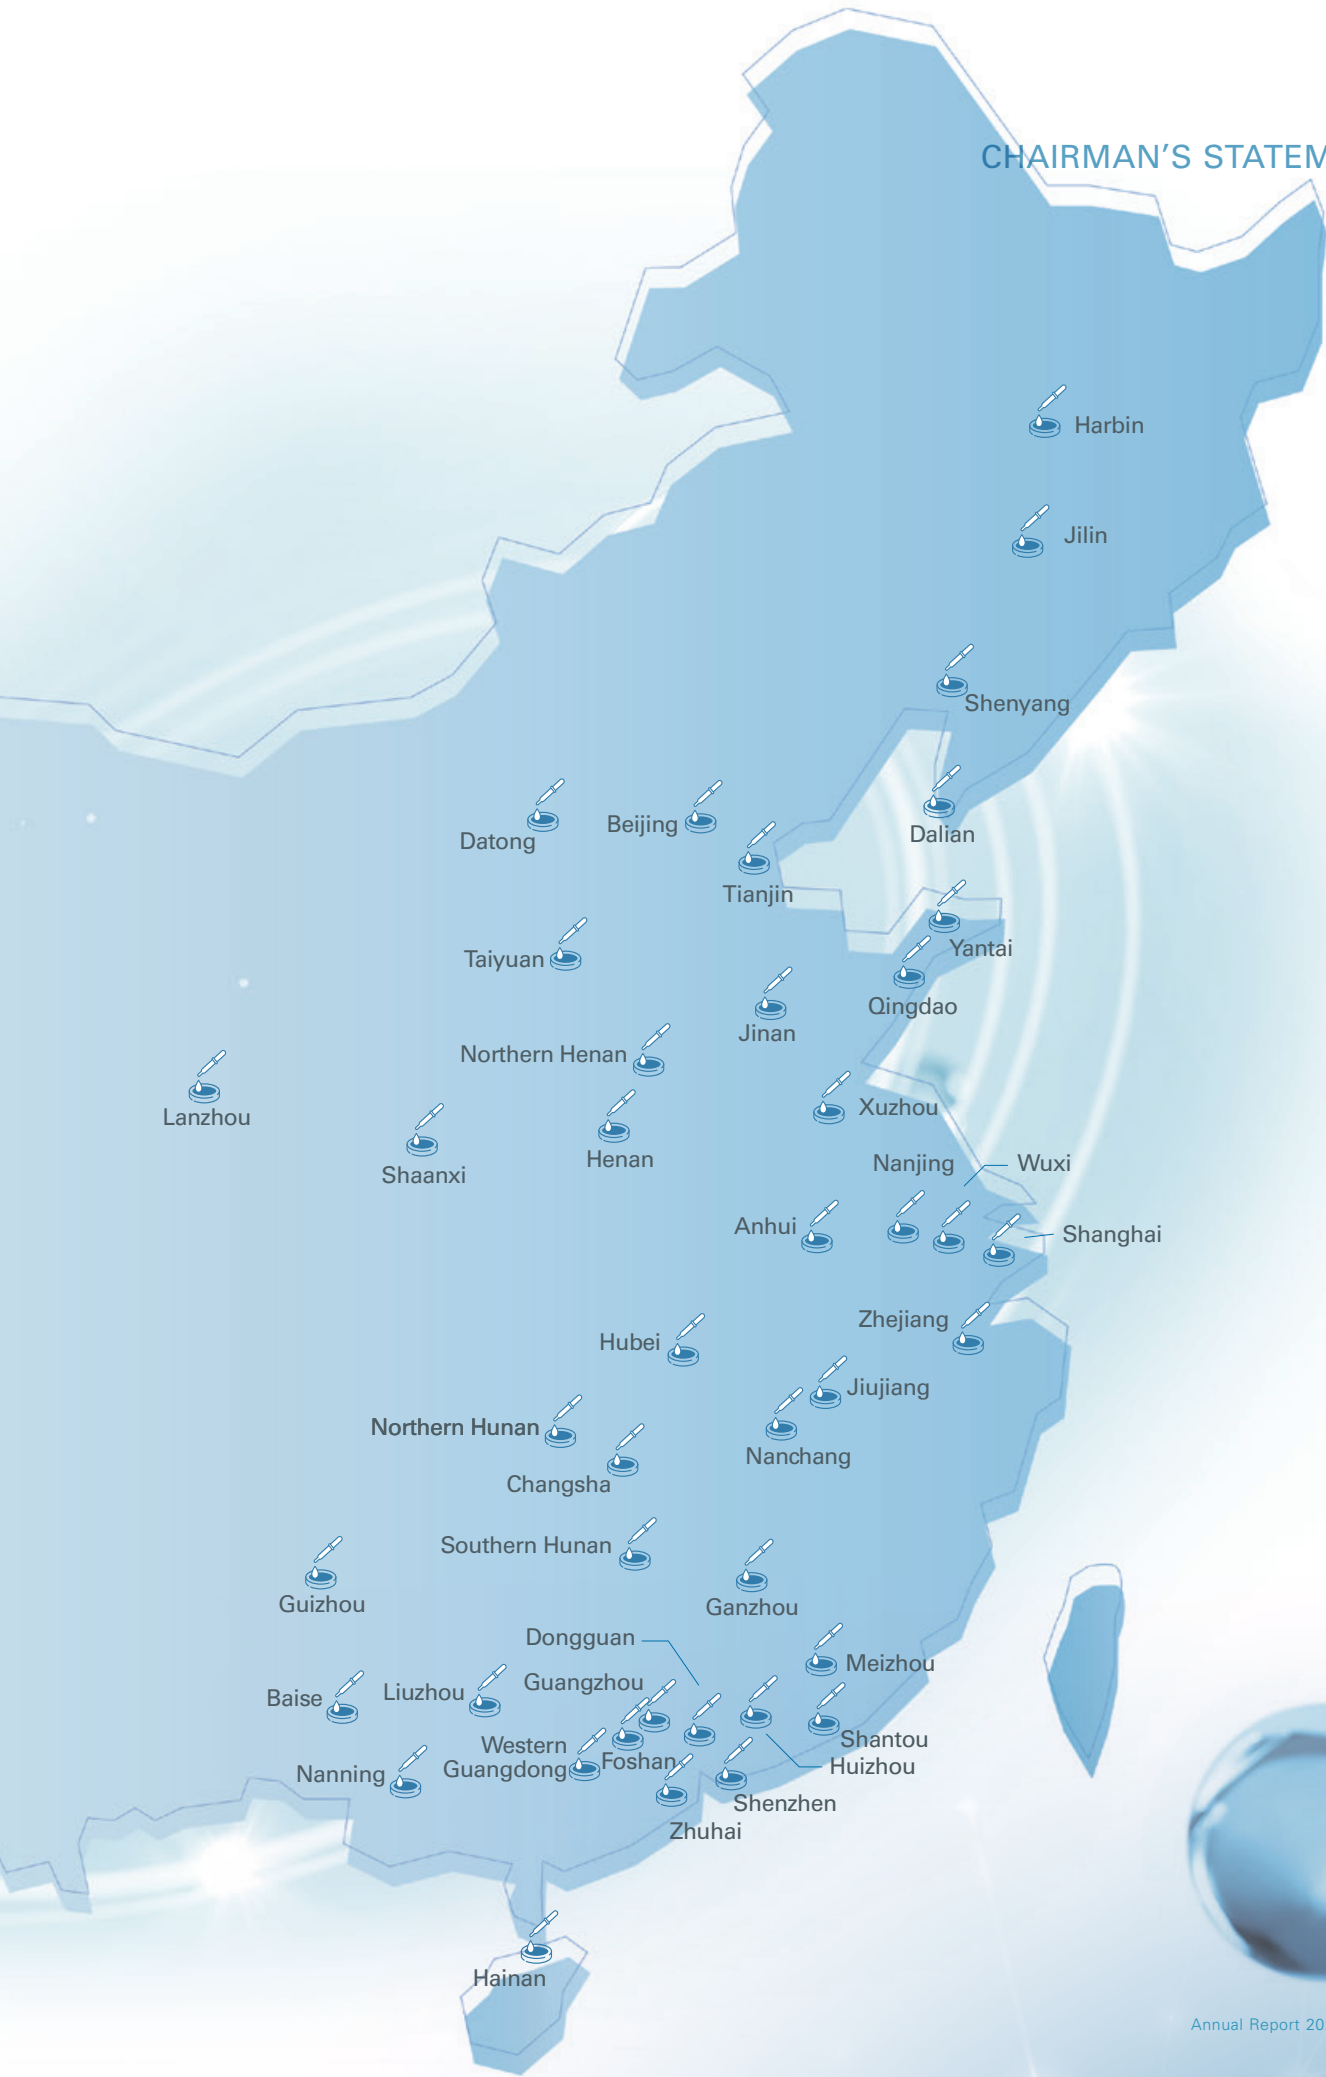 CHAIRMAN’S STATEM
Harbin
Jilin
Shenyang
Datong
Beijing
Dalian
Tianjin
Taiyuan
Yantai
Qingdao
Jinan
Northern Henan
Lanzhou
Xuzhou
Shaanxi
Henan
Nanjing
Wuxi
Anhui
Shanghai
Zhejiang
Hubei
Jiujiang
Northern Hunan
Nanchang
Changsha
Southern Hunan
Guizhou
Ganzhou
Dongguan
Meizhou
Guangzhou
Baise
Liuzhou
Shantou
Western
Guangdong
Foshan
Huizhou
Nanning
Shenzhen
Zhuhai
Hainan
Annual Report 20